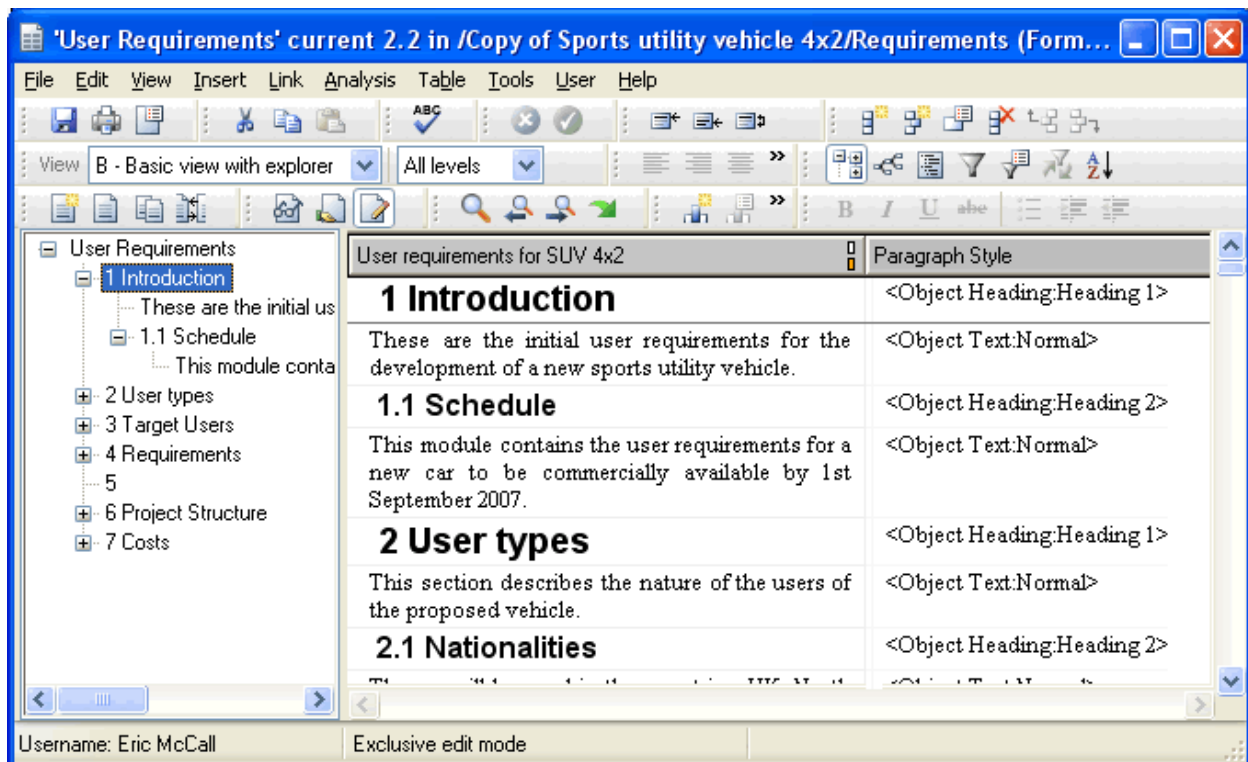 'User Requirements' current 2.2 in /Copy of Sports utility vehicle 4x2/Requirements (Form...
File Edit View Insert Link Analysis Table Tools User Help
ABC
View B - Basic view with explorer All levels »
A Z
» B I U abc
User Requirements
1 Introduction
These are the initial us
1.1 Schedule
This module conta
2 User types
3 Target Users
4 Requirements
5
6 Project Structure
7 Costs
User requirements for SUV 4x2 Paragraph Style
1 Introduction <Object Heading:Heading 1>
These are the initial user requirements for the <Object Text:Normal>
development of a new sports utility vehicle.
1.1 Schedule <Object Heading:Heading 2>
This module contains the user requirements for a <Object Text:Normal>
new car to be commercially available by 1st
September 2007.
2 User types <Object Heading:Heading 1>
This section describes the nature of the users of <Object Text:Normal>
the proposed vehicle.
2.1 Nationalities <Object Heading:Heading 2>
Username: Eric McCall Exclusive edit mode